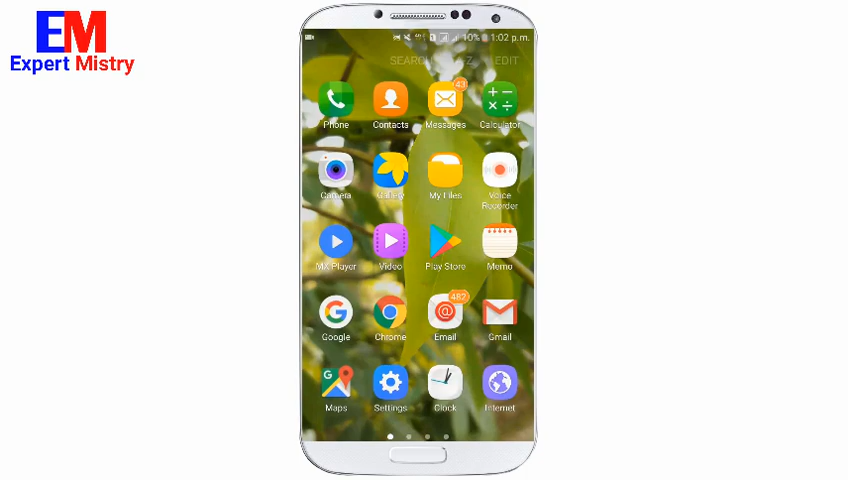 EM
Expert Mistry
10% 1:02 p.m.
SEARCH A-Z EDIT
43
Phone Contacts Messages Calculator
Camera Gallery My Files Voice Recorder
MX Player Video Play Store Memo
482
Google Chrome Email Gmail
Maps Settings Clock Internet